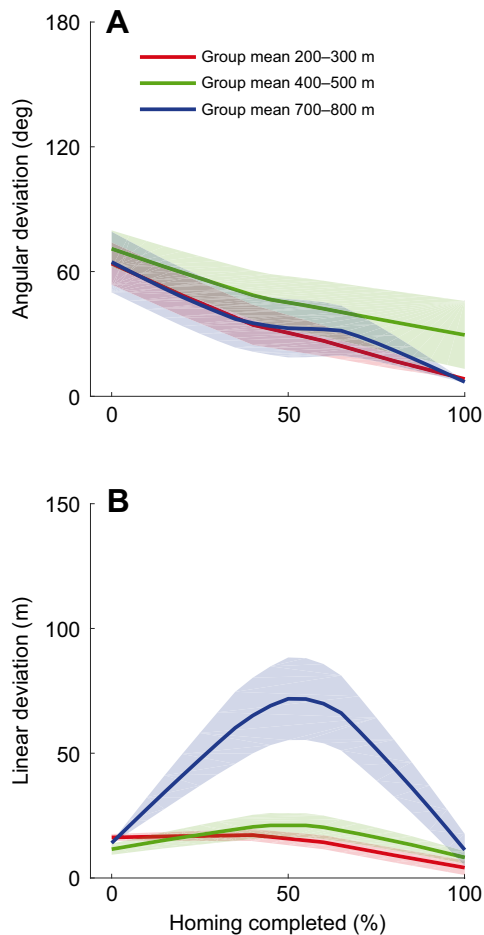 A
180
120
60
0
Angular deviation (deg)
Group mean 200–300 m
Group mean 400–500 m
Group mean 700–800 m
0
50
100
B
150
100
50
0
Linear deviation (m)
0
50
100
Homing completed (%)